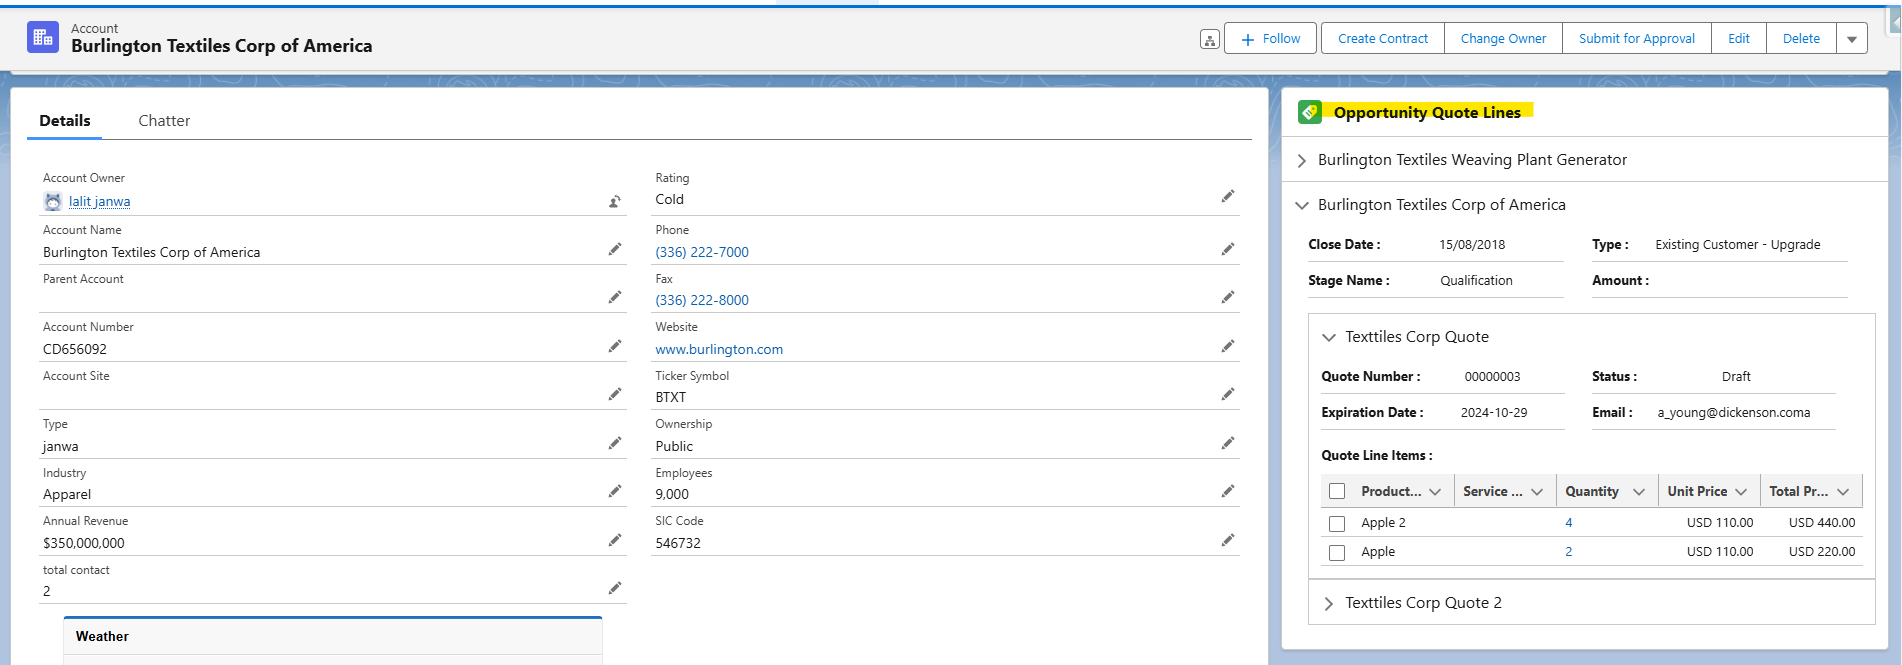 Account
Burlington Textiles Corp of America
Follow
Create Contract
Change Owner
Submit for Approval
Edit
Delete
Details
Chatter
Account Owner
lalit janwa
Account Name
Burlington Textiles Corp of America
Parent Account
Account Number
CD656092
Account Site
Type
janwa
Industry
Apparel
Annual Revenue
$350,000,000
total contact
2
Weather
Rating
Cold
Phone
(336) 222-7000
Fax
(336) 222-8000
Website
www.burlington.com
Ticker Symbol
BTXT
Ownership
Public
Employees
9,000
SIC Code
546732
Opportunity Quote Lines
Burlington Textiles Weaving Plant Generator
Burlington Textiles Corp of America
Close Date : 15/08/2018 Type : Existing Customer - Upgrade
Stage Name : Qualification Amount :
Texttiles Corp Quote
Quote Number : 00000003 Status : Draft
Expiration Date : 2024-10-29 Email : a_young@dickenson.coma
Quote Line Items :
Product... Service ... Quantity Unit Price Total Pr...
Apple 2 4 USD 110.00 USD 440.00
Apple 2 USD 110.00 USD 220.00
Texttiles Corp Quote 2